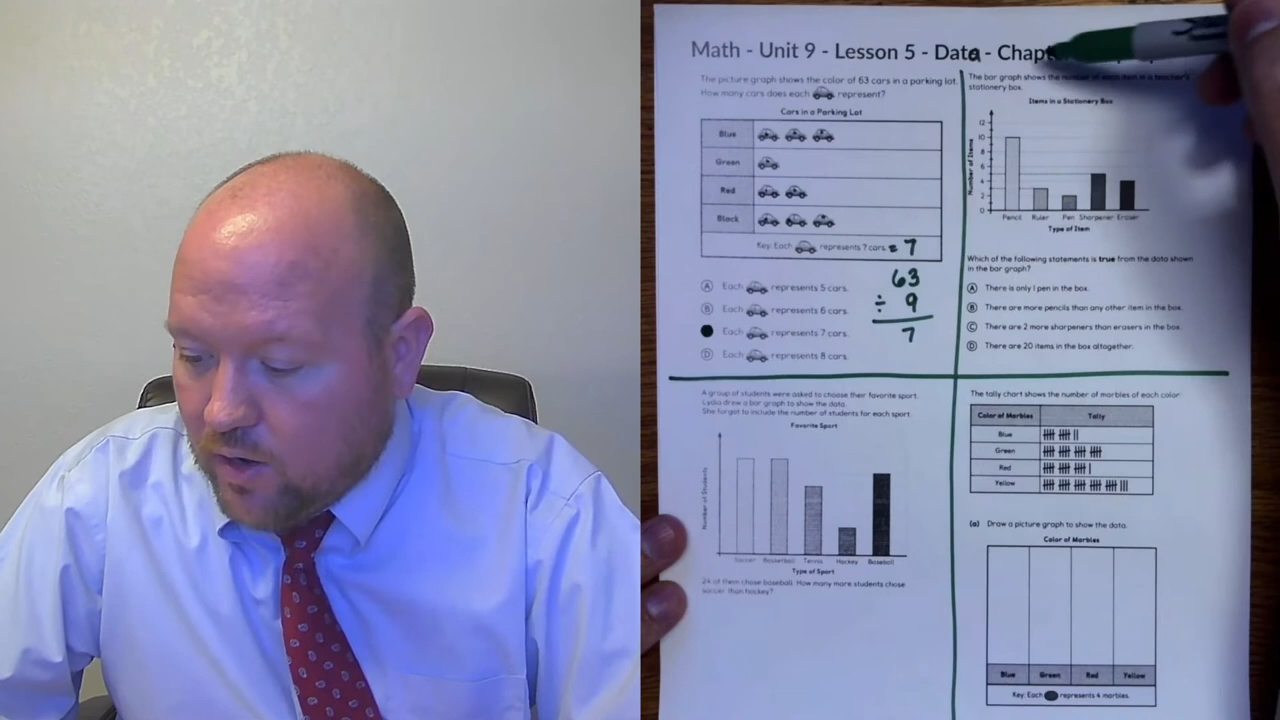 Math - Unit 9 - Lesson 5 - Data -
The picture graph shows the color of 63 cars in a parking lot.
How many cars does each represent?
Cars in a Parking Lot
Blue
Green
Red
Black
Key: Each represents 7 cars. = 7
63
÷ 9
7
A Each represents 5 cars.
B Each represents 6 cars.
Each represents 7 cars.
D Each represents 8 cars.
The bar graph shows the number of each item in a teacher's
stationery box.
Items in a Stationery Box
Number of Items
12
10
8
6
4
2
0
Pencil Ruler Pen Sharpener Eraser
Type of Item
Which of the following statements is true from the data shown
in the bar graph?
A There is only 1 pen in the box.
B There are more pencils than any other item in the box.
C There are 2 more sharpeners than erasers in the box.
D There are 20 items in the box altogether.
A group of students were asked to choose their favorite sport.
Lydia drew a bar graph to show the data.
She forgot to include the number of students for each sport
Favorite Sport
Number of Students
Soccer Basketball Tennis Hockey Baseball
Type of Sport
24 of them chose baseball. How many more students chose
soccer than hockey?
The tally chart shows the number of marbles of each color.
Color of Marbles Tally
Blue
Green
Red
Yellow
(a) Draw a picture graph to show the data.
Color of Marbles
Blue Green Red Yellow
Key: Each represents 4 marbles.